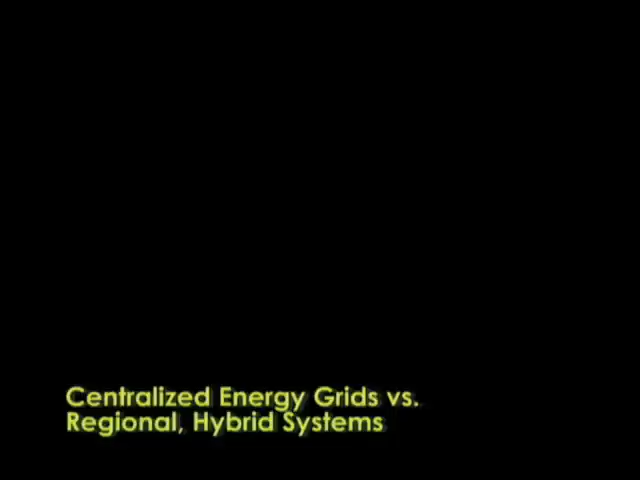 Centralized Energy Grids vs.
Regional, Hybrid Systems